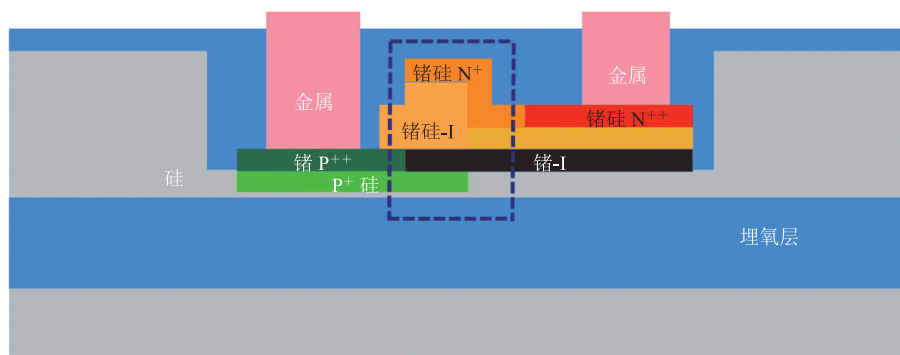 锗硅 N⁺
金属
金属
锗硅-I
锗硅 N⁺⁺
锗 P⁺⁺
锗-I
硅
P⁺ 硅
埋氧层